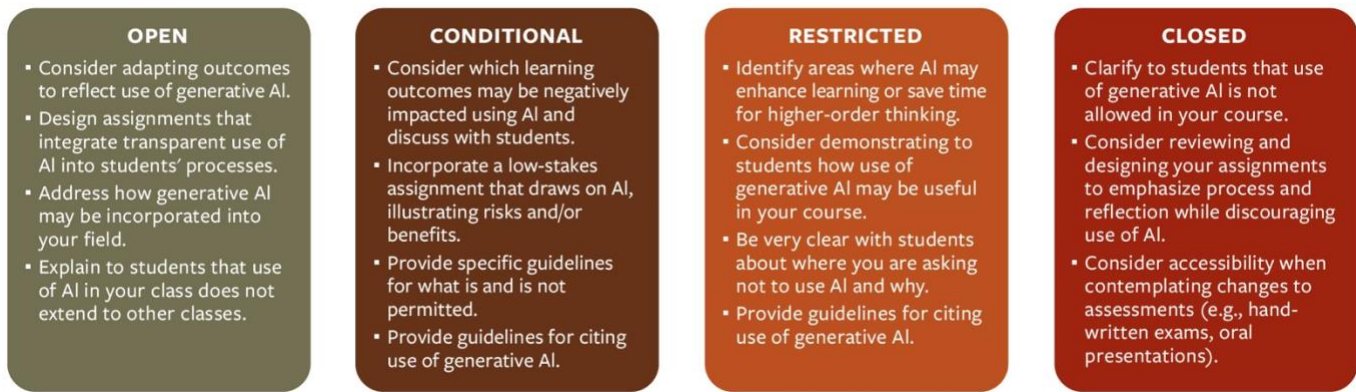 OPEN
▪ Consider adapting outcomes
to reflect use of generative AI.
▪ Design assignments that
integrate transparent use of
AI into students’ processes.
▪ Address how generative AI
may be incorporated into
your field.
▪ Explain to students that use
of AI in your class does not
extend to other classes.
CONDITIONAL
▪ Consider which learning
outcomes may be negatively
impacted using AI and
discuss with students.
▪ Incorporate a low-stakes
assignment that draws on AI,
illustrating risks and/or
benefits.
▪ Provide specific guidelines
for what is and is not
permitted.
▪ Provide guidelines for citing
use of generative AI.
RESTRICTED
▪ Identify areas where AI may
enhance learning or save time
for higher-order thinking.
▪ Consider demonstrating to
students how use of
generative AI may be useful
in your course.
▪ Be very clear with students
about where you are asking
not to use AI and why.
▪ Provide guidelines for citing
use of generative AI.
CLOSED
▪ Clarify to students that use
of generative AI is not
allowed in your course.
▪ Consider reviewing and
designing your assignments
to emphasize process and
reflection while discouraging
use of AI.
▪ Consider accessibility when
contemplating changes to
assessments (e.g., hand-
written exams, oral
presentations).